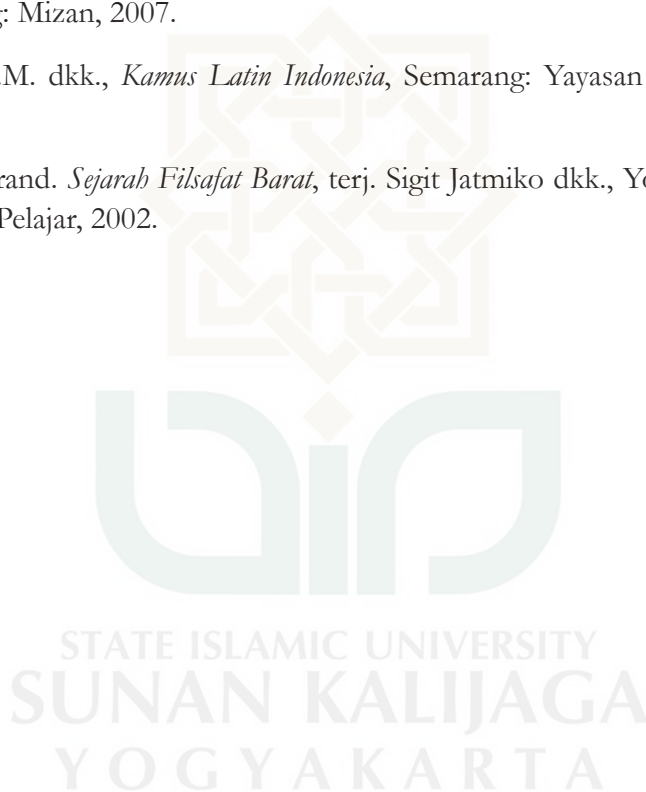 : Mizan, 2007.
.M. dkk., Kamus Latin Indonesia, Semarang: Yayasan
rand. Sejarah Filsafat Barat, terj. Sigit Jatmiko dkk., Yo
Pelajar, 2002.
STATE ISLAMIC UNIVERSITY
SUNAN KALIJAGA
YOGYAKARTA